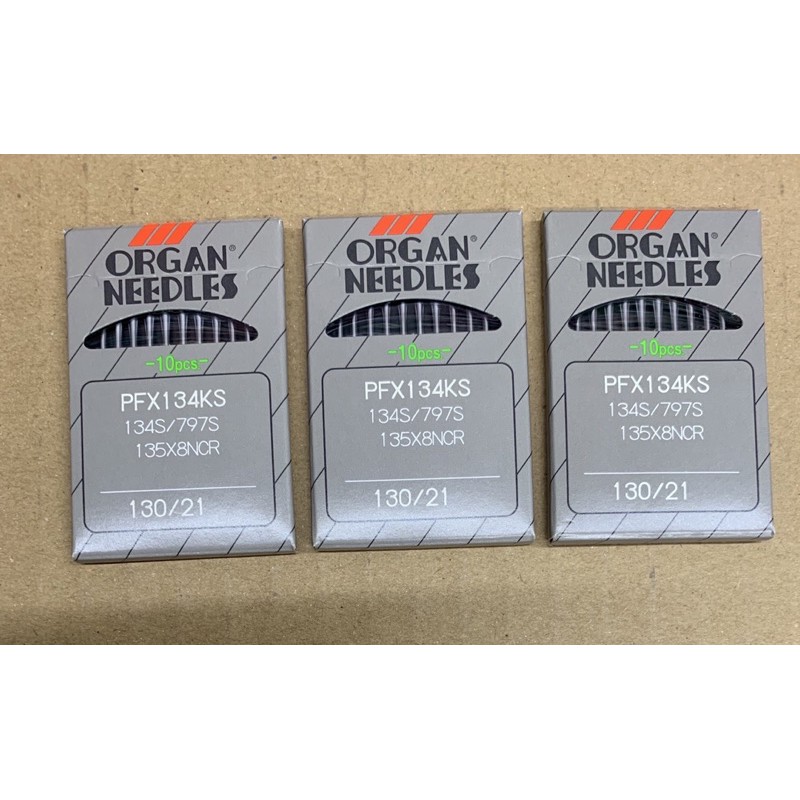 ORGAN®
NEEDLES
-10pcs-
PFX134KS
134S/797S
135X8NCR
130/21
ORGAN®
NEEDLES
-10pcs-
PFX134KS
134S/797S
135X8NCR
130/21
ORGAN®
NEEDLES
-10pcs-
PFX134KS
134S/797S
135X8NCR
130/21